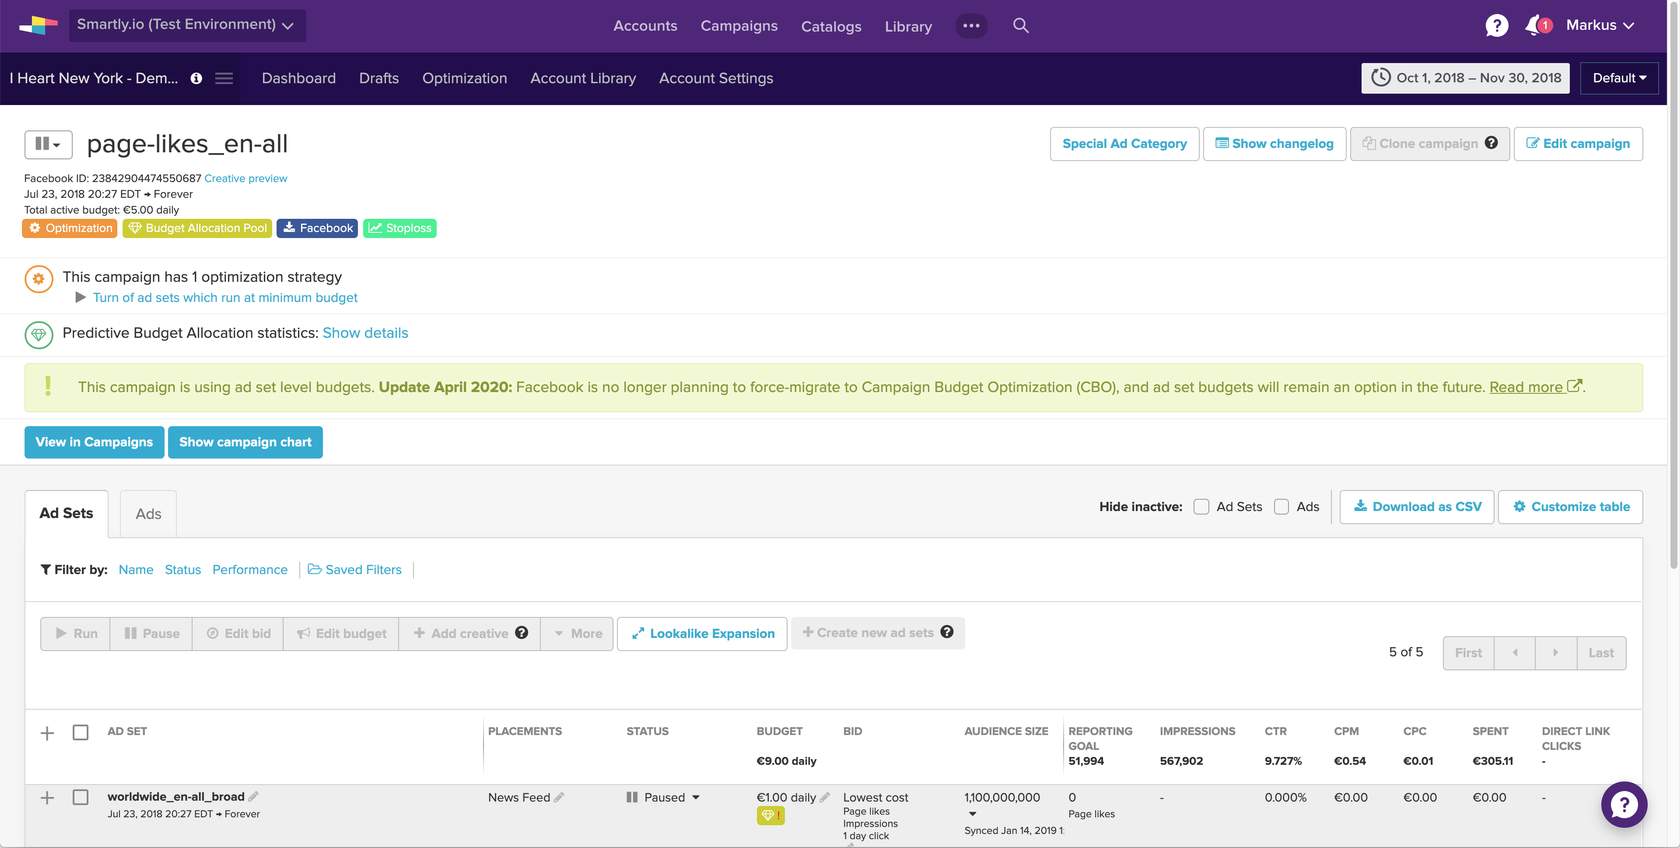 Smartly.io (Test Environment)
Accounts Campaigns Catalogs Library
1 Markus
I Heart New York - Dem...
Dashboard Drafts Optimization Account Library Account Settings
Oct 1, 2018 – Nov 30, 2018 Default
page-likes_en-all
Special Ad Category Show changelog Clone campaign ? Edit campaign
Facebook ID: 23842904474550687 Creative preview
Jul 23, 2018 20:27 EDT → Forever
Total active budget: €5.00 daily
Optimization Budget Allocation Pool Facebook Stoploss
This campaign has 1 optimization strategy
Turn of ad sets which run at minimum budget
Predictive Budget Allocation statistics: Show details
! This campaign is using ad set level budgets. Update April 2020: Facebook is no longer planning to force-migrate to Campaign Budget Optimization (CBO), and ad set budgets will remain an option in the future. Read more .
View in Campaigns Show campaign chart
Ad Sets Ads
Hide inactive: Ad Sets Ads Download as CSV Customize table
Filter by: Name Status Performance Saved Filters
Run Pause Edit bid Edit budget + Add creative ? More Lookalike Expansion + Create new ad sets ?
5 of 5 First Last
AD SET PLACEMENTS STATUS BUDGET BID AUDIENCE SIZE REPORTING GOAL IMPRESSIONS CTR CPM CPC SPENT DIRECT LINK CLICKS
€9.00 daily 51,994 567,902 9.727% €0.54 €0.01 €305.11 -
worldwide_en-all_broad News Feed Paused €1.00 daily Lowest cost 1,100,000,000 0 - 0.000% €0.00 €0.00 €0.00 -
Jul 23, 2018 20:27 EDT → Forever
Page likes
Impressions
1 day click
Page likes
Synced Jan 14, 2019 1:
?